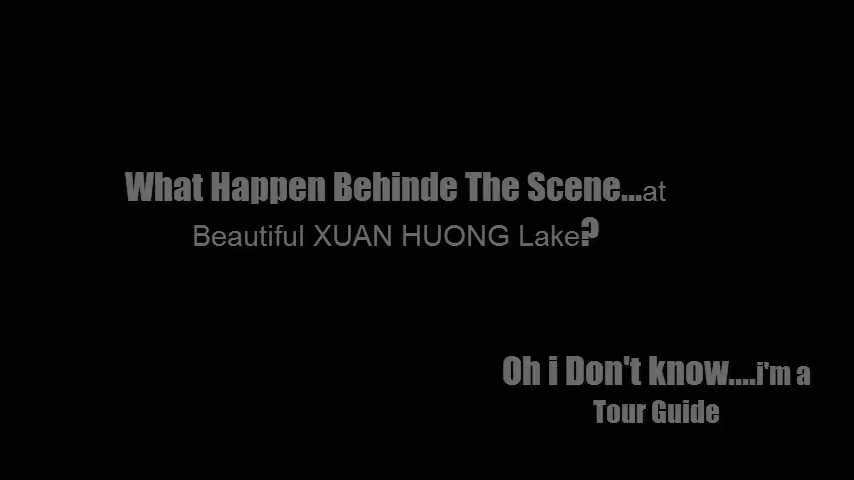 What Happen Behinde The Scene...at
Beautiful XUAN HUONG Lake?
Oh i Don't know....i'm a
Tour Guide